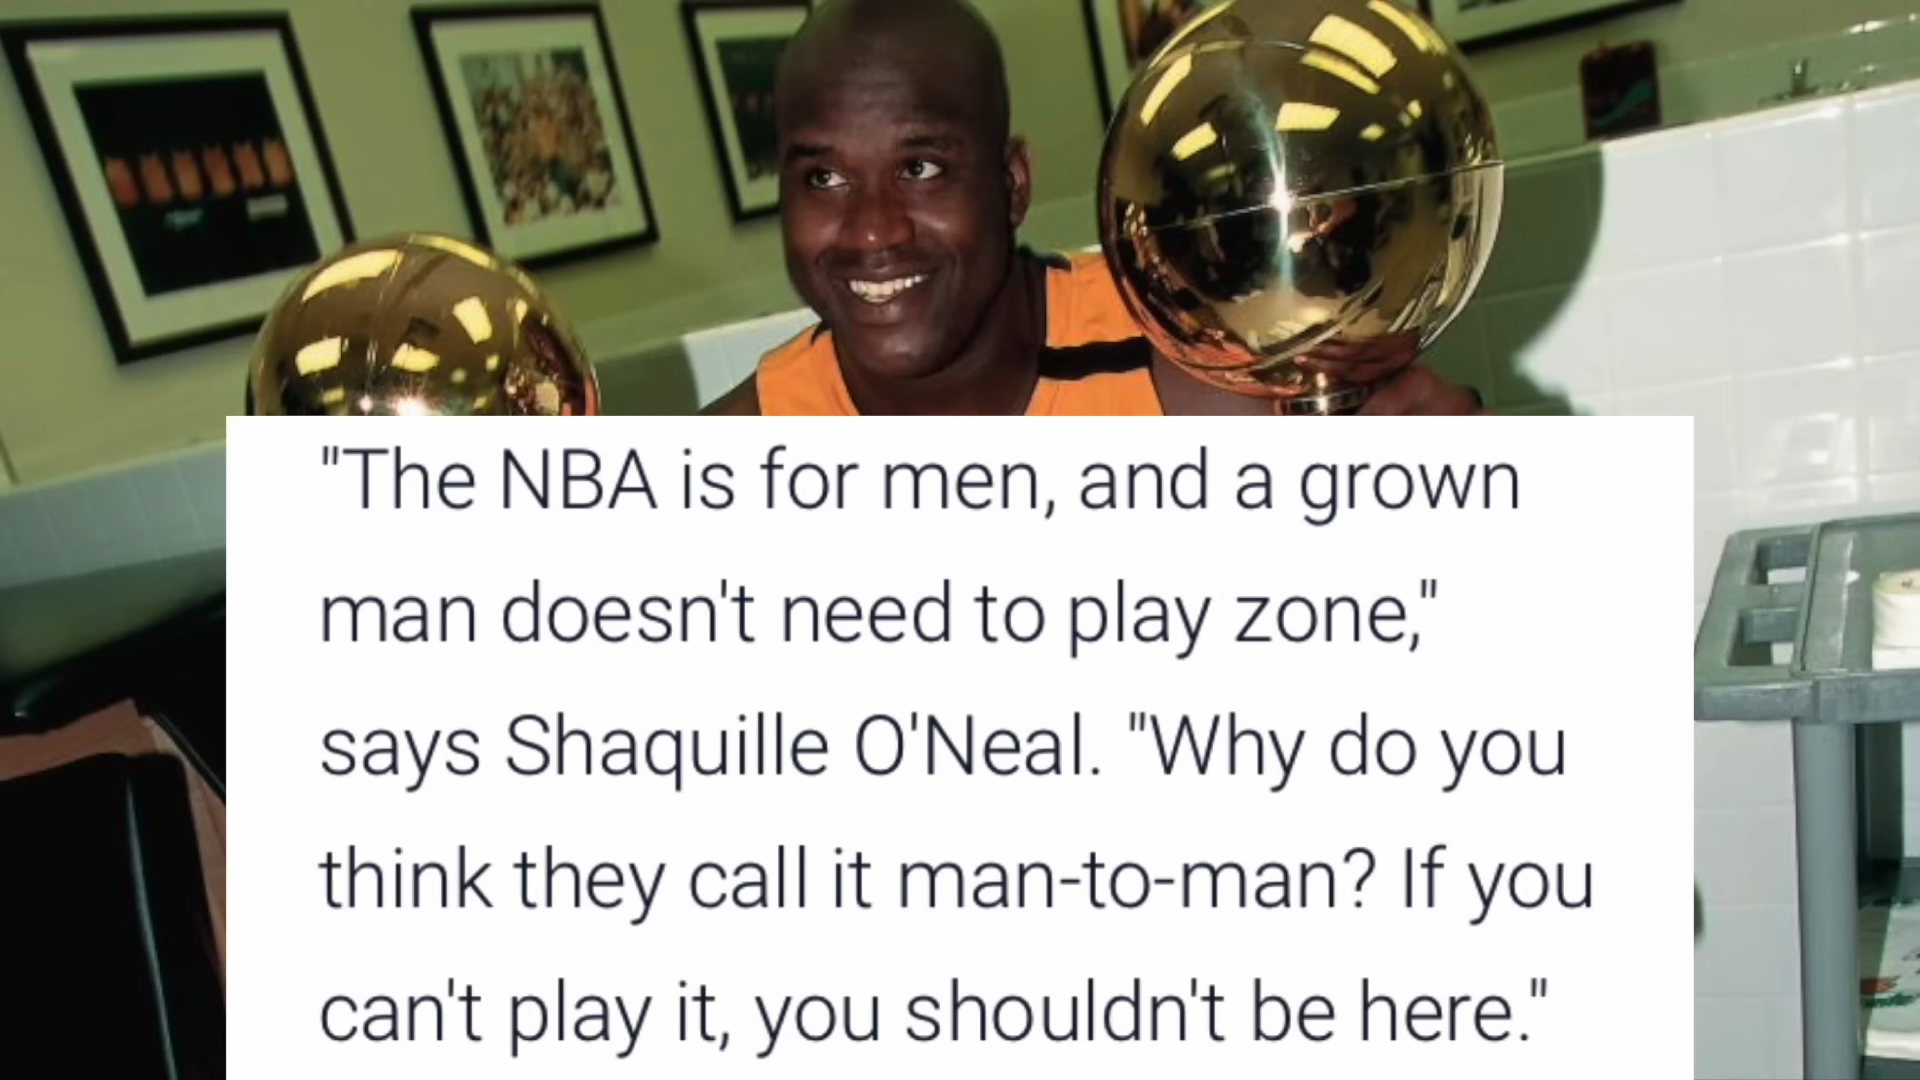 "The NBA is for men, and a grown
man doesn't need to play zone,"
says Shaquille O'Neal. "Why do you
think they call it man-to-man? If you
can't play it, you shouldn't be here."